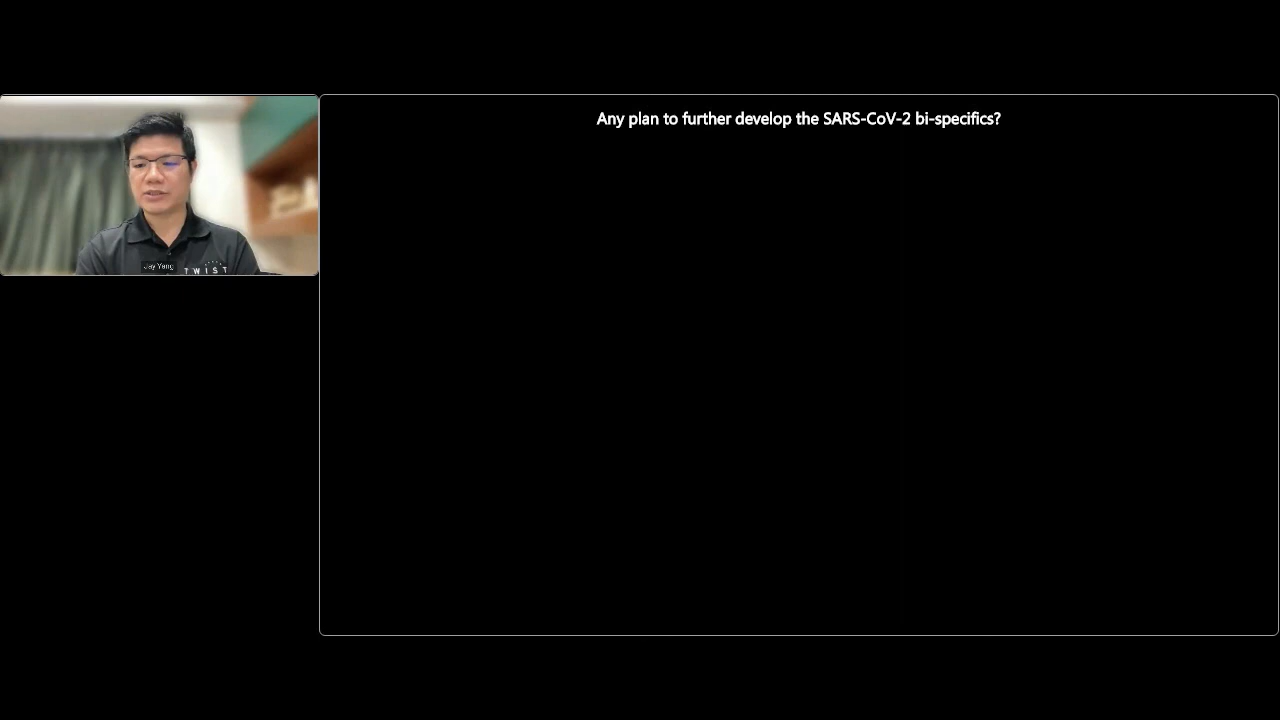 Any plan to further develop the SARS-CoV-2 bi-specifics?
Jay Yang
TWIST